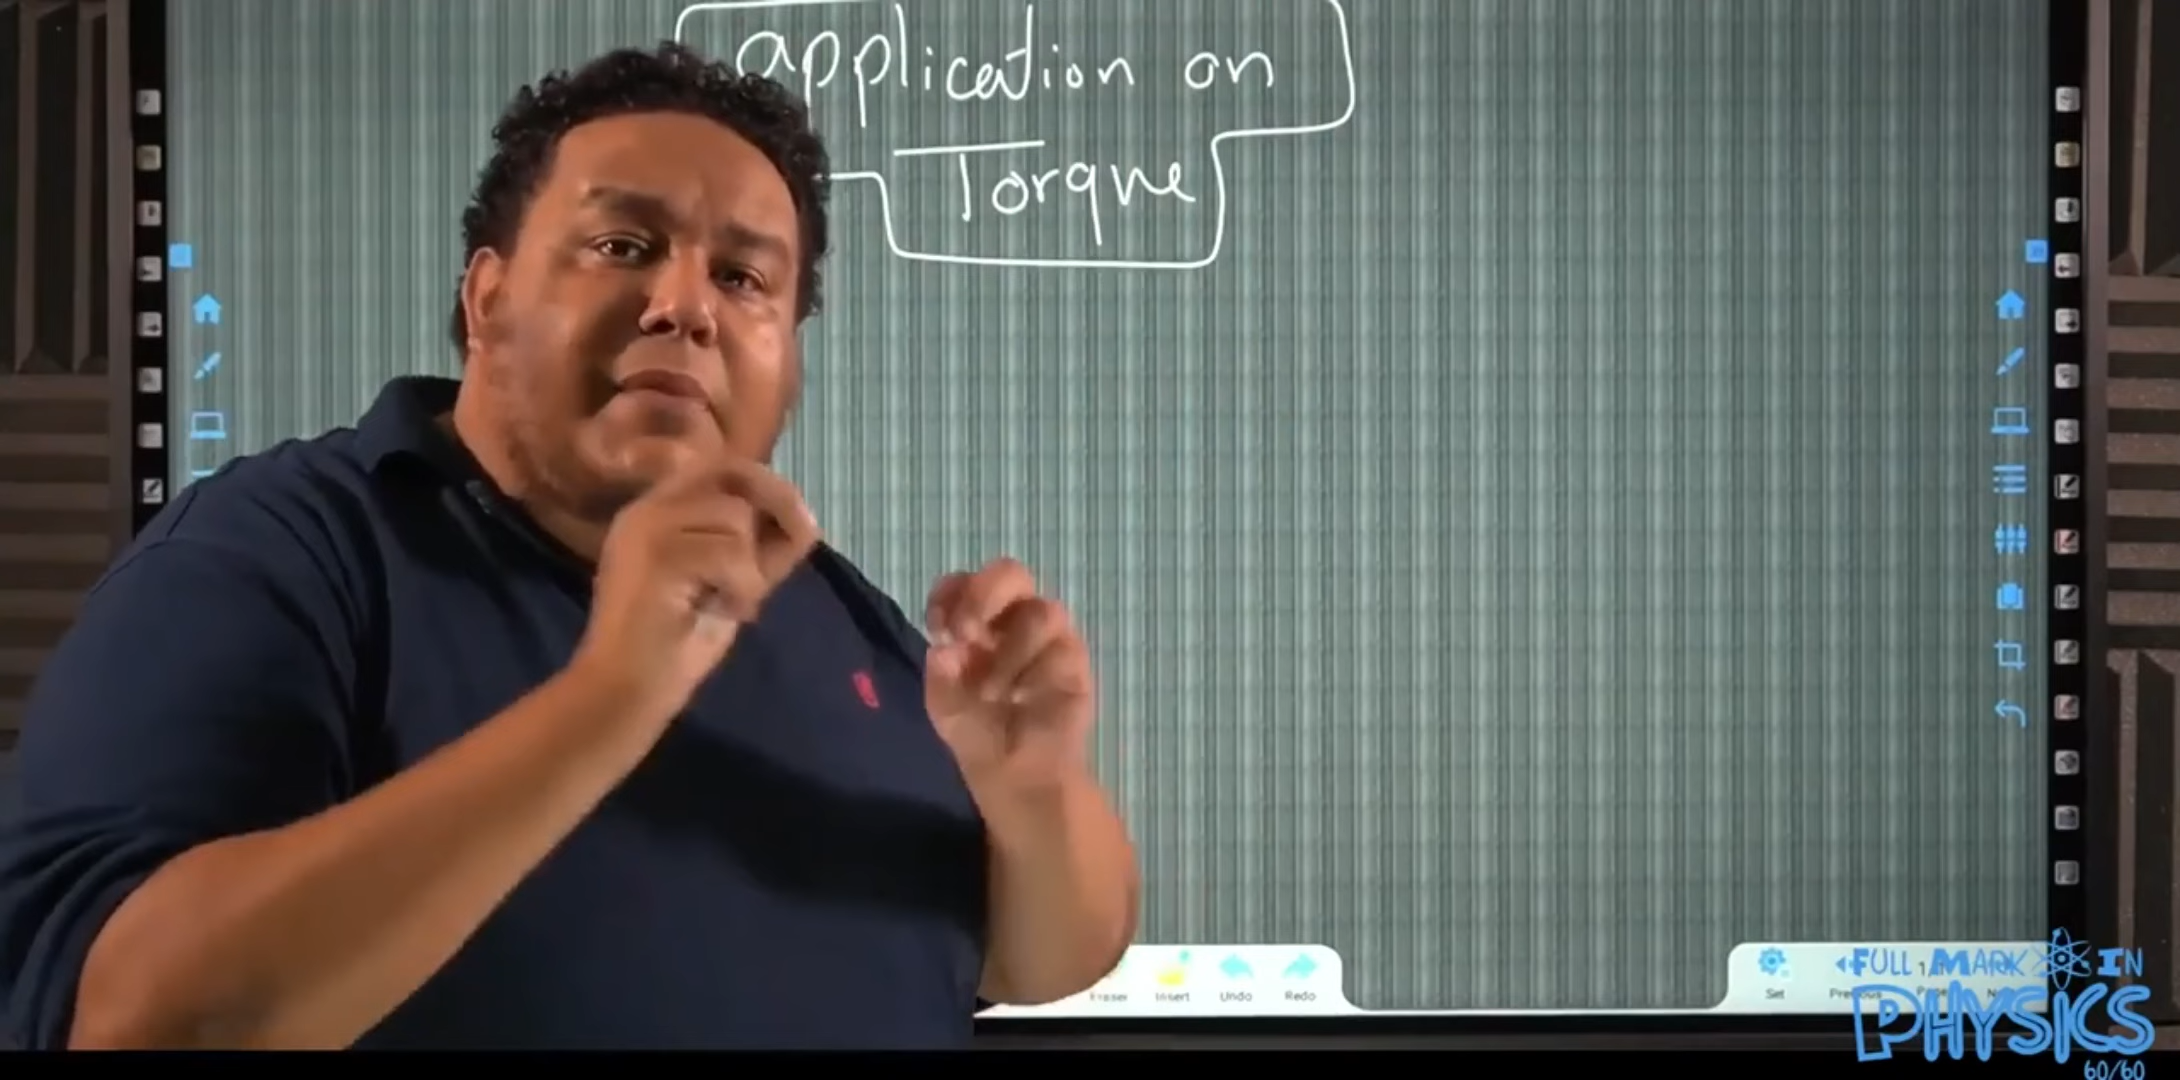 application on
Torque
Eraser Insert Undo Redo
Set
FULL MARK IN
PHYSICS
60/60